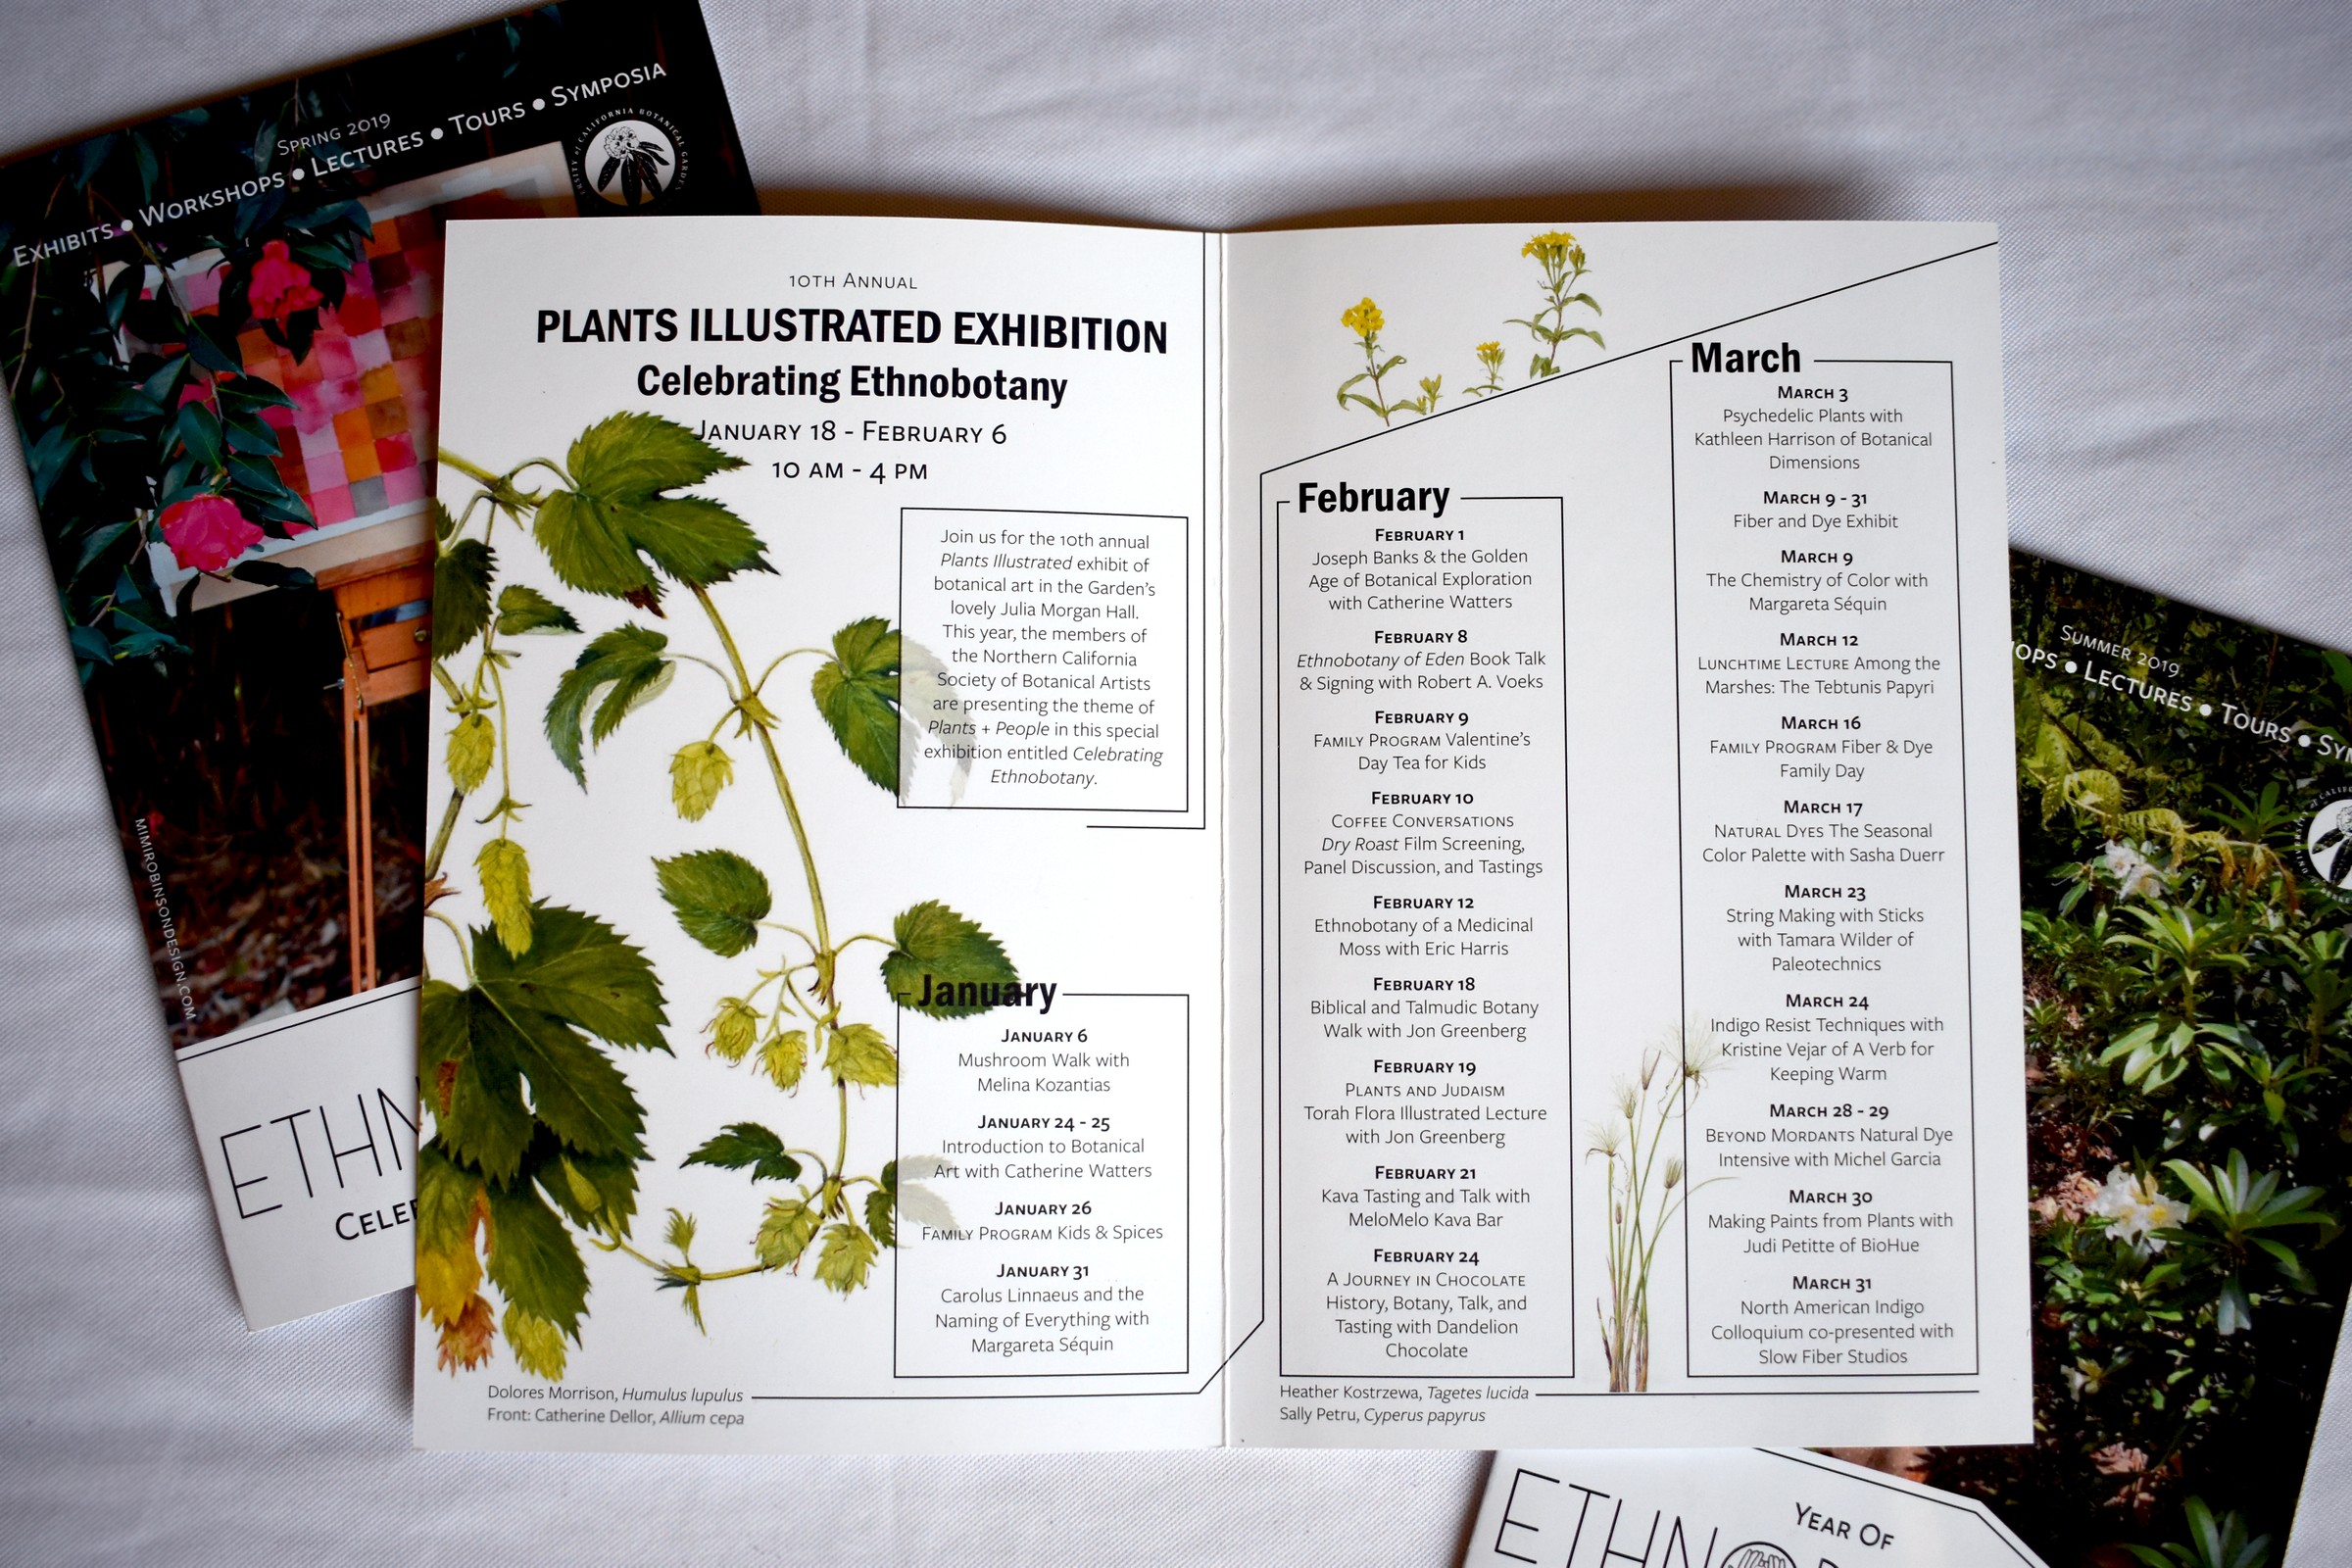 Spring 2019
Exhibits • Workshops • Lectures • Tours • Symposia
California Botanical Garden
mimirobinsondesign.com
10th Annual
PLANTS ILLUSTRATED EXHIBITION
Celebrating Ethnobotany
January 18 - February 6
10 am - 4 pm
Join us for the 10th annual
Plants Illustrated exhibit of
botanical art in the Garden's
lovely Julia Morgan Hall.
This year, the members of
the Northern California
Society of Botanical Artists
are presenting the theme of
Plants + People in this special
exhibition entitled Celebrating
Ethnobotany.
January
January 6
Mushroom Walk with
Melina Kozantias
January 24 - 25
Introduction to Botanical
Art with Catherine Watters
January 26
Family Program Kids & Spices
January 31
Carolus Linnaeus and the
Naming of Everything with
Margareta Séquin
Dolores Morrison, Humulus lupulus
Front: Catherine Dellor, Allium cepa
February
February 1
Joseph Banks & the Golden
Age of Botanical Exploration
with Catherine Watters
February 8
Ethnobotany of Eden Book Talk
& Signing with Robert A. Voeks
February 9
Family Program Valentine's
Day Tea for Kids
February 10
Coffee Conversations
Dry Roast Film Screening,
Panel Discussion, and Tastings
February 12
Ethnobotany of a Medicinal
Moss with Eric Harris
February 18
Biblical and Talmudic Botany
Walk with Jon Greenberg
February 19
Plants and Judaism
Torah Flora Illustrated Lecture
with Jon Greenberg
February 21
Kava Tasting and Talk with
MeloMelo Kava Bar
February 24
A Journey in Chocolate
History, Botany, Talk, and
Tasting with Dandelion
Chocolate
March
March 3
Psychedelic Plants with
Kathleen Harrison of Botanical
Dimensions
March 9 - 31
Fiber and Dye Exhibit
March 9
The Chemistry of Color with
Margareta Séquin
March 12
Lunchtime Lecture Among the
Marshes: The Tebtunis Papyri
March 16
Family Program Fiber & Dye
Family Day
March 17
Natural Dyes The Seasonal
Color Palette with Sasha Duerr
March 23
String Making with Sticks
with Tamara Wilder of
Paleotechnics
March 24
Indigo Resist Techniques with
Kristine Vejar of A Verb for
Keeping Warm
March 28 - 29
Beyond Mordants Natural Dye
Intensive with Michel Garcia
March 30
Making Paints from Plants with
Judi Petitte of BioHue
March 31
North American Indigo
Colloquium co-presented with
Slow Fiber Studios
Heather Kostrzewa, Tagetes lucida
Sally Petru, Cyperus papyrus
ETHN
Celeb
Summer 2019
ops • Lectures • Tours • Sy
Year Of
ETHN